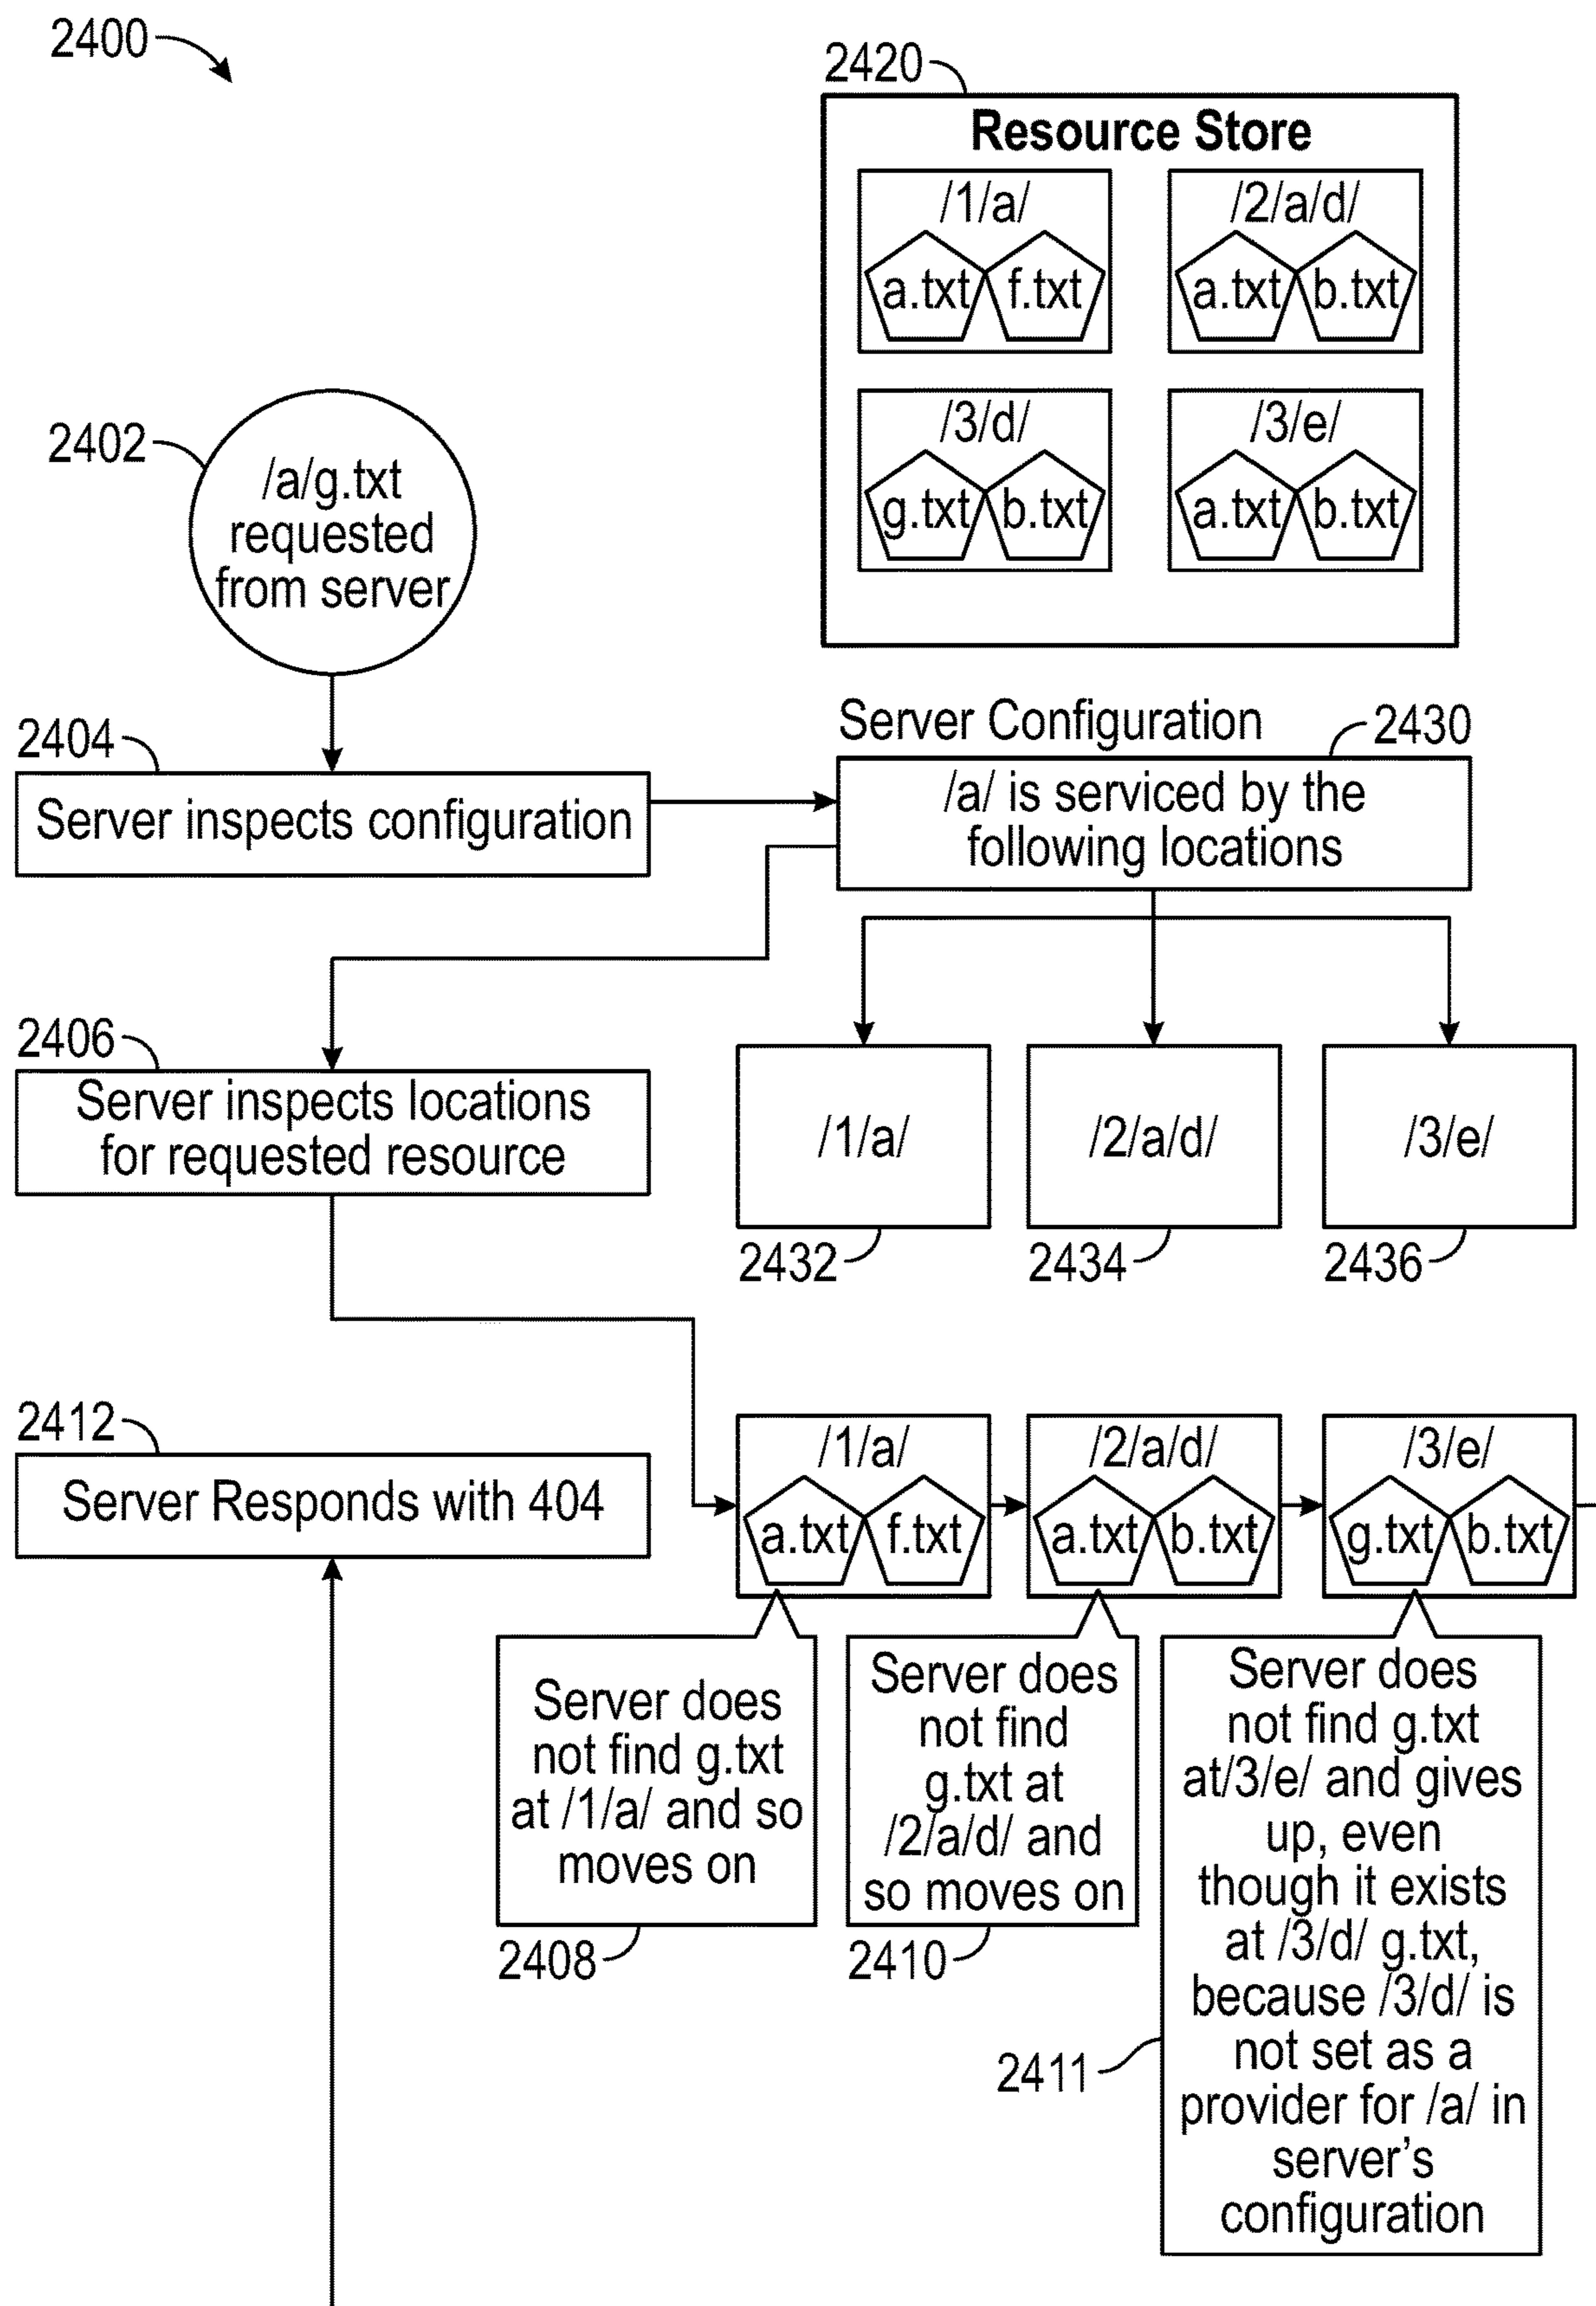 2400
2420
Resource Store
/1/a/
a.txt f.txt
/2/a/d/
a.txt b.txt
/3/d/
g.txt b.txt
/3/e/
a.txt b.txt
2402
/a/g.txt
requested
from server
2404
Server inspects configuration
Server Configuration
2430
/a/ is serviced by the
following locations
2406
Server inspects locations
for requested resource
/1/a/
2432
/2/a/d/
2434
/3/e/
2436
2412
Server Responds with 404
/1/a/
a.txt f.txt
/2/a/d/
a.txt b.txt
/3/e/
g.txt b.txt
Server does
not find g.txt
at /1/a/ and so
moves on
2408
Server does
not find
g.txt at
/2/a/d/ and
so moves on
2410
Server does
not find g.txt
at/3/e/ and gives
up, even
though it exists
at /3/d/ g.txt,
because /3/d/ is
not set as a
provider for /a/ in
server's
configuration
2411